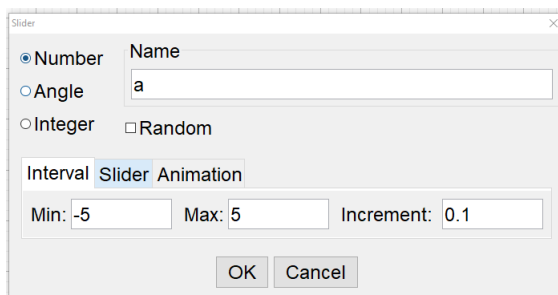 Slider
Number
Name
Angle
a
Integer
Random
Interval Slider Animation
Min: -5 Max: 5 Increment: 0.1
OK Cancel